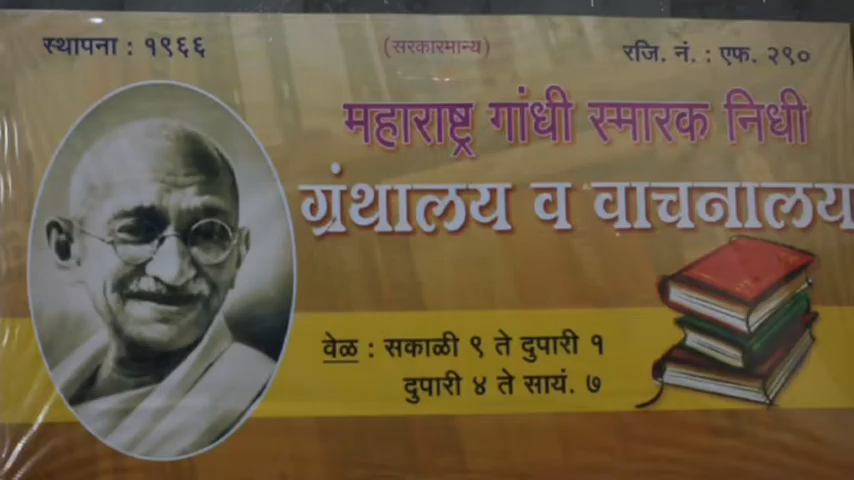 स्थापना : १९६६ (सरकारमान्य) रजि. नं. : एफ. २९०
महाराष्ट्र गांधी स्मारक निधी
ग्रंथालय व वाचनालय
वेळ : सकाळी ९ ते दुपारी १
दुपारी ४ ते सायं. ७